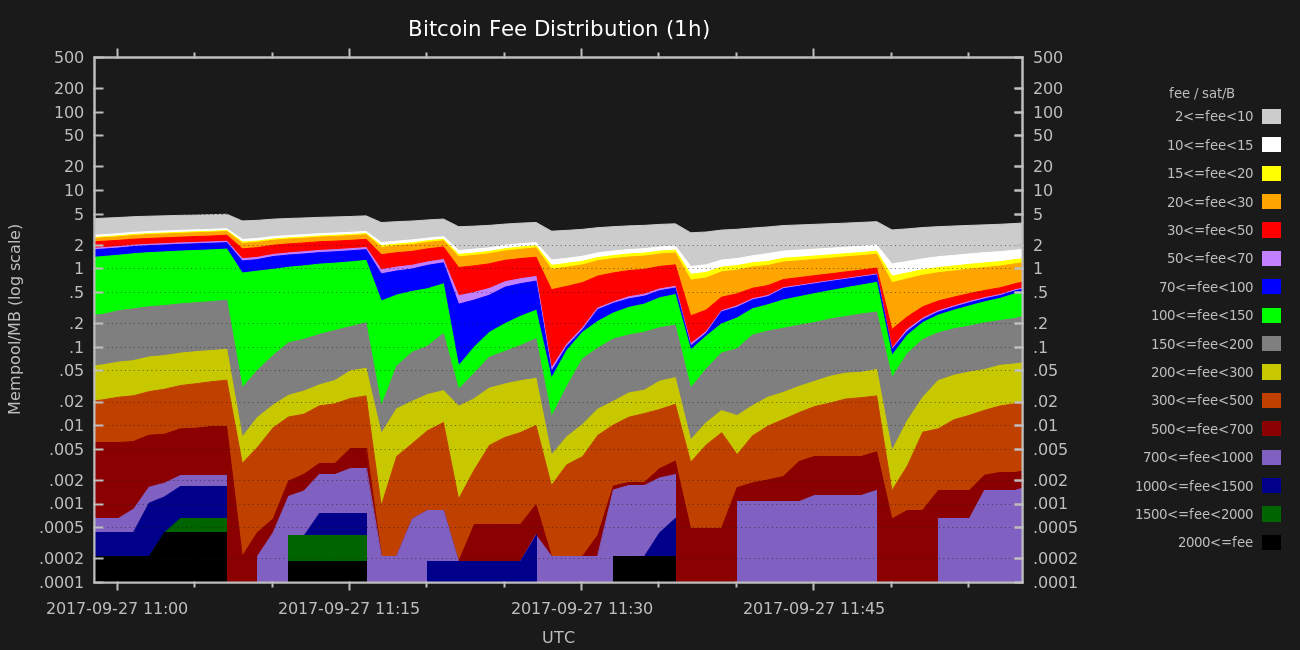 Bitcoin Fee Distribution (1h)
Mempool/MB (log scale)
500
200
100
50
20
10
5
2
1
.5
.2
.1
.05
.02
.01
.005
.002
.001
.0005
.0002
.0001
500
200
100
50
20
10
5
2
1
.5
.2
.1
.05
.02
.01
.005
.002
.001
.0005
.0002
.0001
2017-09-27 11:00 2017-09-27 11:15 2017-09-27 11:30 2017-09-27 11:45
UTC
fee / sat/B
2<=fee<10
10<=fee<15
15<=fee<20
20<=fee<30
30<=fee<50
50<=fee<70
70<=fee<100
100<=fee<150
150<=fee<200
200<=fee<300
300<=fee<500
500<=fee<700
700<=fee<1000
1000<=fee<1500
1500<=fee<2000
2000<=fee